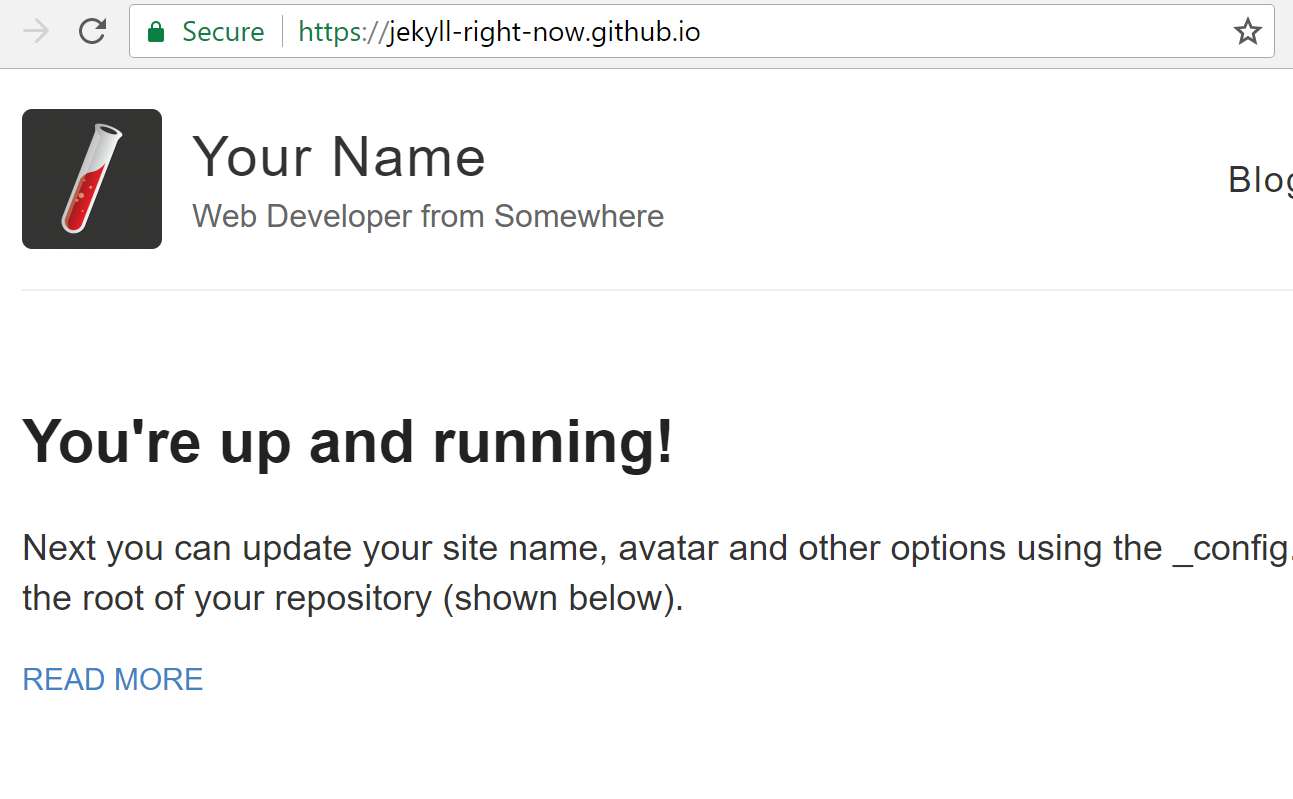 Secure https://jekyll-right-now.github.io
Your Name
Web Developer from Somewhere
Blog
You're up and running!
Next you can update your site name, avatar and other options using the _config.
the root of your repository (shown below).
READ MORE